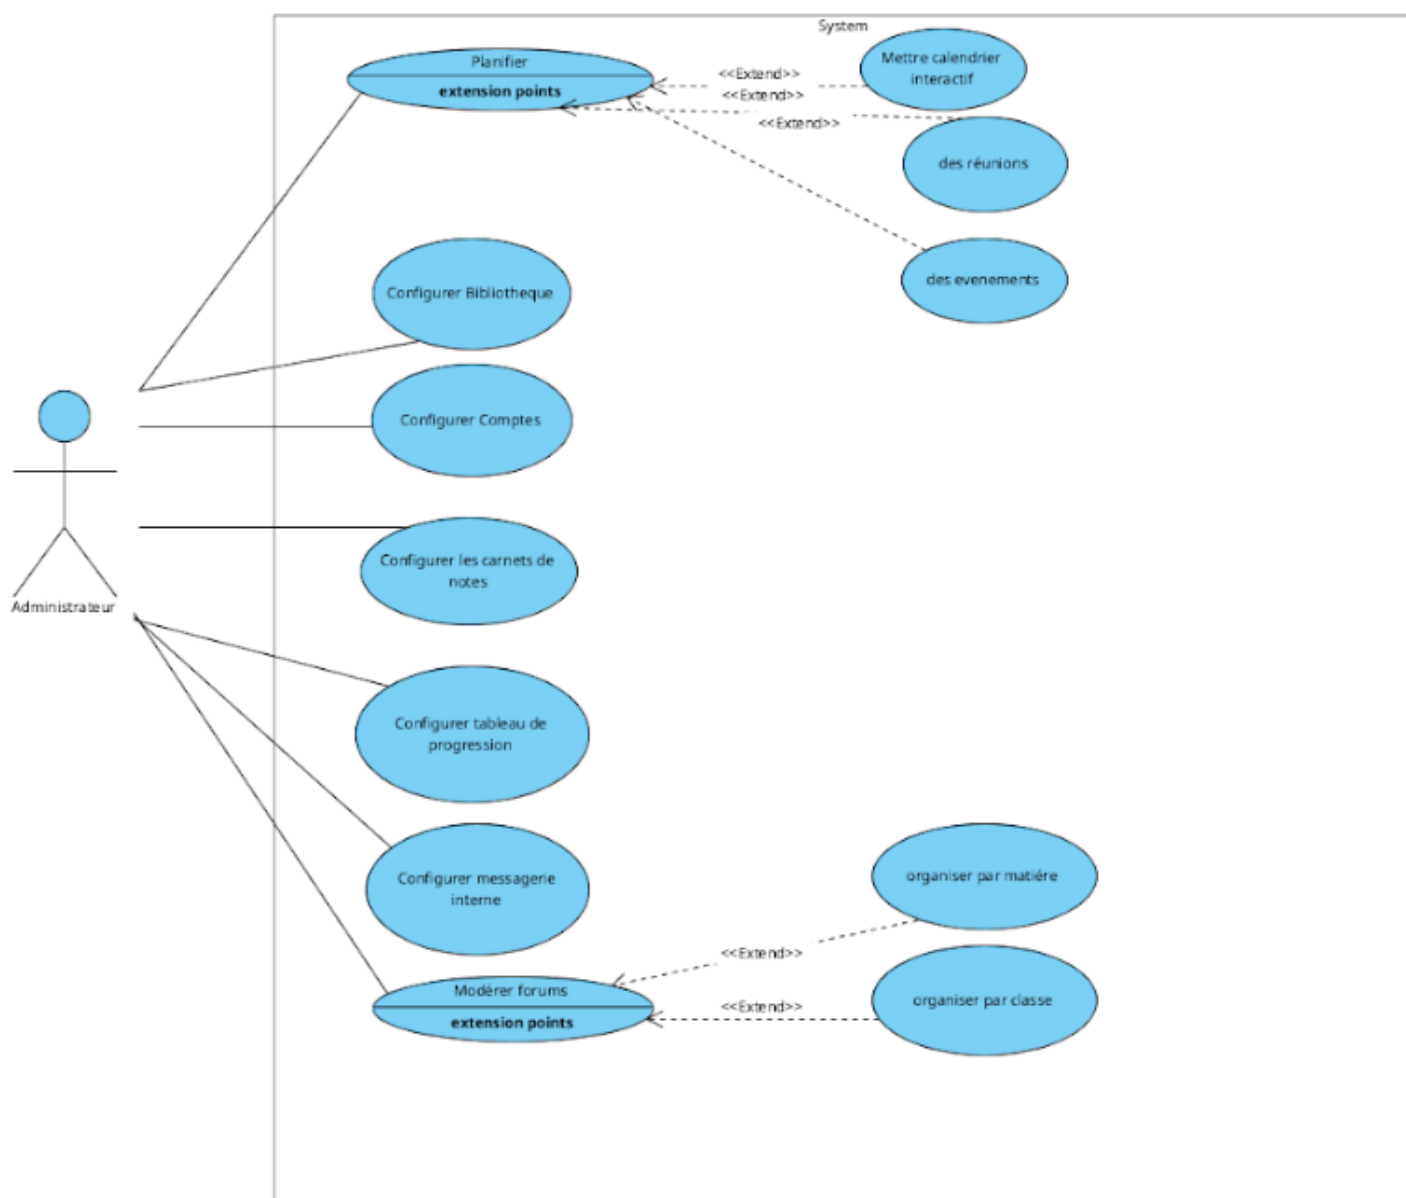 System
Planifier
extension points
<<Extend>>
<<Extend>>
<<Extend>>
Mettre calendrier
interactif
des réunions
des evenements
Configurer Bibliotheque
Configurer Comptes
Configurer les carnets de
notes
Administrateur
Configurer tableau de
progression
Configurer messagerie
interne
organiser par matiére
<<Extend>>
Modérer forums
extension points
<<Extend>>
organiser par classe